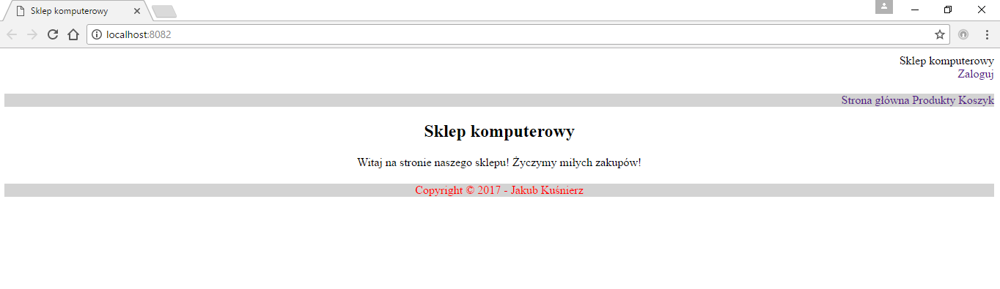 Sklep komputerowy
localhost:8082
Sklep komputerowy
Zaloguj
Strona główna Produkty Koszyk
Sklep komputerowy
Witaj na stronie naszego sklepu! Życzymy miłych zakupów!
Copyright © 2017 - Jakub Kuśnierz